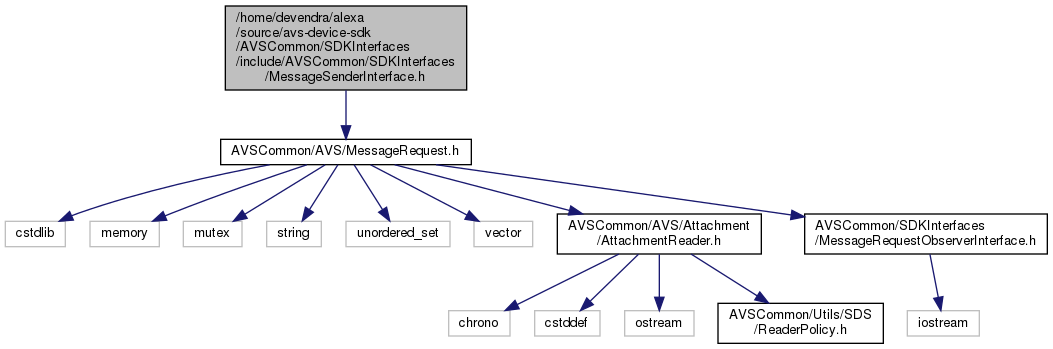 /home/devendra/alexa
/source/avs-device-sdk
/AVSCommon/SDKInterfaces
/include/AVSCommon/SDKInterfaces
/MessageSenderInterface.h
AVSCommon/AVS/MessageRequest.h
cstdlib
memory
mutex
string
unordered_set
vector
AVSCommon/AVS/Attachment
/AttachmentReader.h
AVSCommon/SDKInterfaces
/MessageRequestObserverInterface.h
chrono
cstddef
ostream
AVSCommon/Utils/SDS
/ReaderPolicy.h
iostream